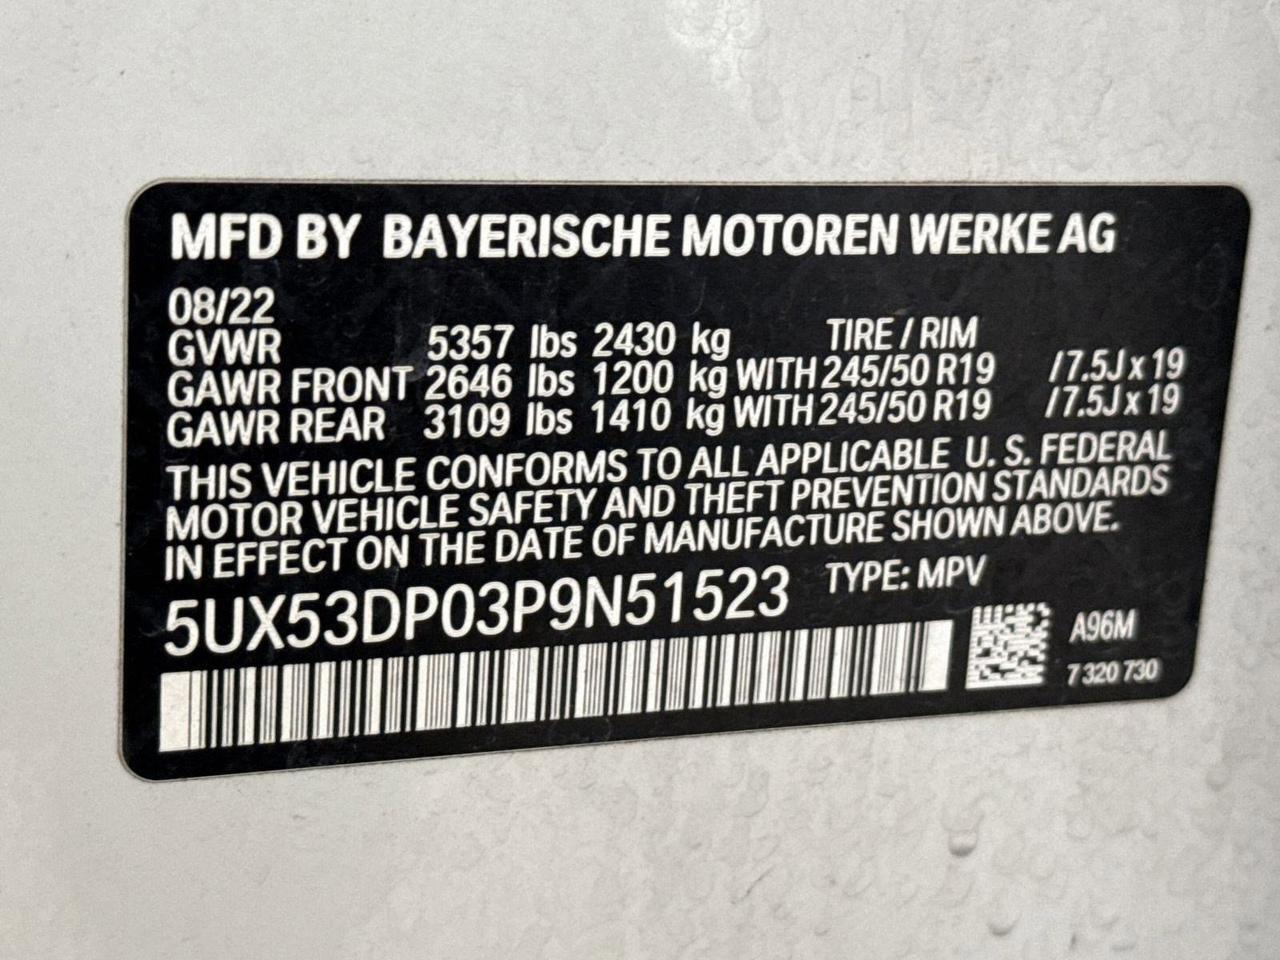 MFD BY BAYERISCHE MOTOREN WERKE AG
08/22
GVWR 5357 lbs 2430 kg TIRE / RIM
GAWR FRONT 2646 lbs 1200 kg WITH 245/50 R19 /7.5J x 19
GAWR REAR 3109 lbs 1410 kg WITH 245/50 R19 /7.5J x 19
THIS VEHICLE CONFORMS TO ALL APPLICABLE U. S. FEDERAL
MOTOR VEHICLE SAFETY AND THEFT PREVENTION STANDARDS
IN EFFECT ON THE DATE OF MANUFACTURE SHOWN ABOVE.
5UX53DP03P9N51523 TYPE: MPV
A96M
7 320 730